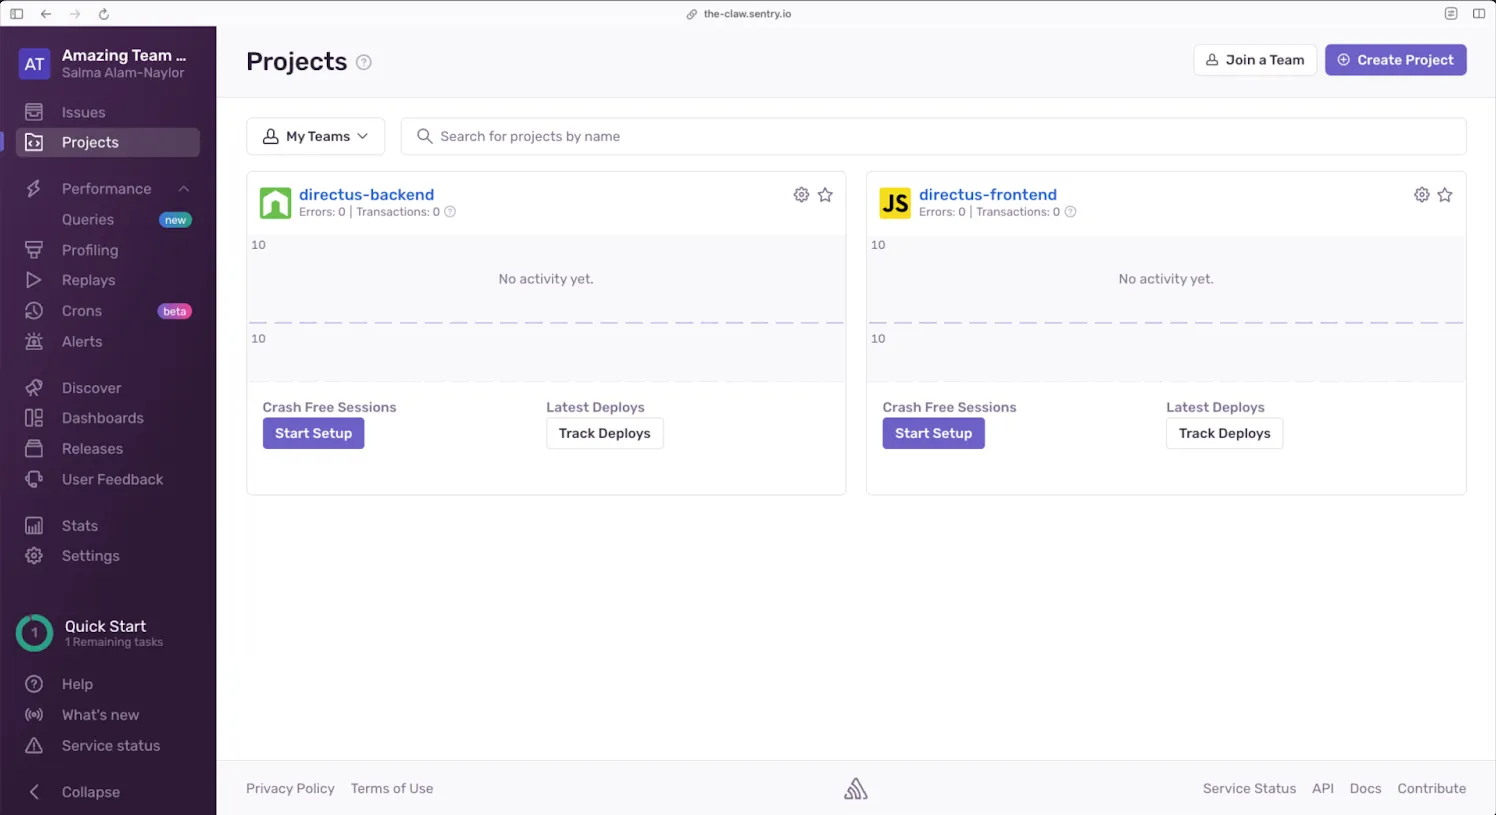 the-claw.sentry.io
AT
Amazing Team ...
Salma Alam-Naylor
Issues
Projects
Performance
Queries new
Profiling
Replays
Crons beta
Alerts
Discover
Dashboards
Releases
User Feedback
Stats
Settings
1
Quick Start
1 Remaining tasks
Help
What's new
Service status
Collapse
Projects ?
Join a Team
Create Project
My Teams
Search for projects by name
directus-backend
Errors: 0 | Transactions: 0 ?
10
No activity yet.
10
Crash Free Sessions
Start Setup
Latest Deploys
Track Deploys
JS
directus-frontend
Errors: 0 | Transactions: 0 ?
10
No activity yet.
10
Crash Free Sessions
Start Setup
Latest Deploys
Track Deploys
Privacy Policy Terms of Use
Service Status API Docs Contribute